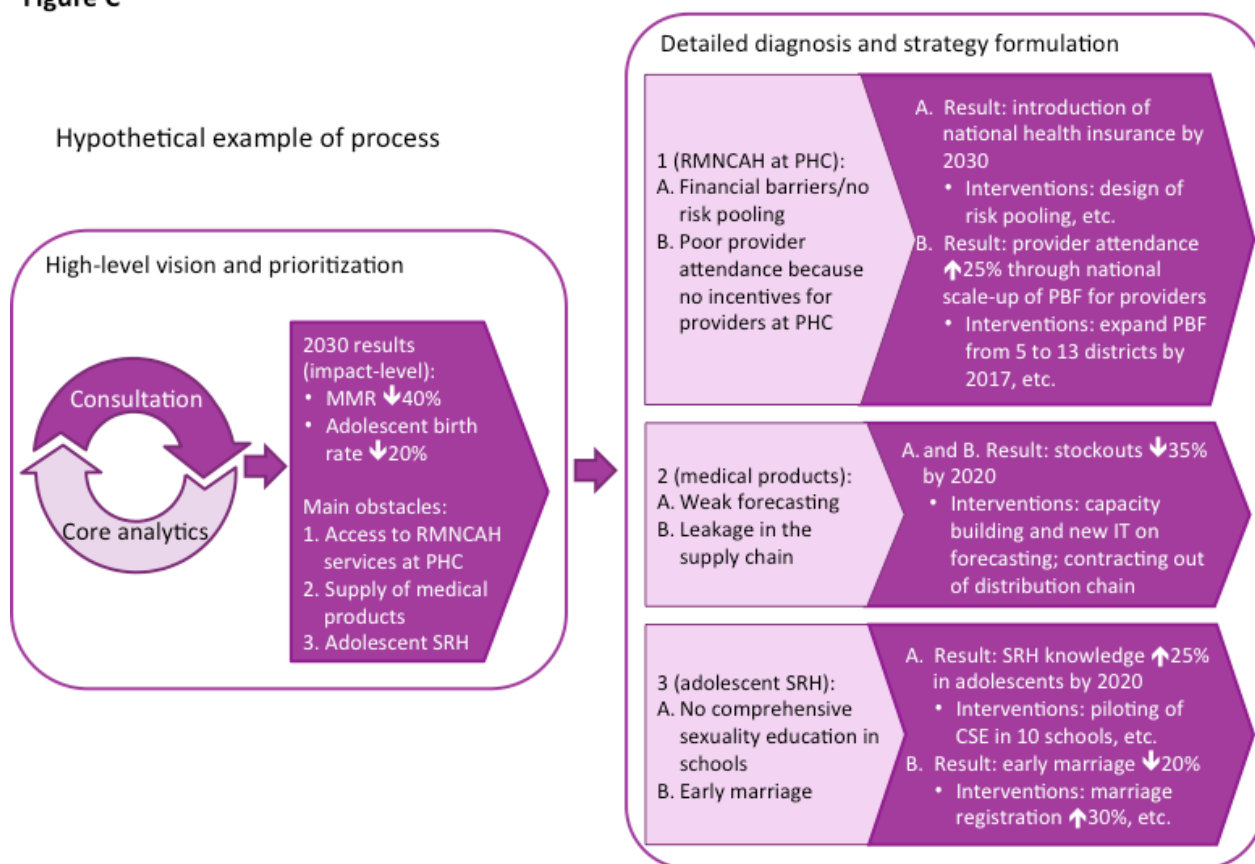 Figure C
Hypothetical example of process
High-level vision and prioritization
Consultation
Core analytics
2030 results
(impact-level):
• MMR ↓40%
• Adolescent birth
rate ↓20%
Main obstacles:
1. Access to RMNCAH
services at PHC
2. Supply of medical
products
3. Adolescent SRH
Detailed diagnosis and strategy formulation
1 (RMNCAH at PHC):
A. Financial barriers/no
risk pooling
B. Poor provider
attendance because
no incentives for
providers at PHC
A. Result: introduction of
national health insurance by
2030
• Interventions: design of
risk pooling, etc.
B. Result: provider attendance
↑25% through national
scale-up of PBF for providers
• Interventions: expand PBF
from 5 to 13 districts by
2017, etc.
2 (medical products):
A. Weak forecasting
B. Leakage in the
supply chain
A. and B. Result: stockouts ↓35%
by 2020
• Interventions: capacity
building and new IT on
forecasting; contracting out
of distribution chain
3 (adolescent SRH):
A. No comprehensive
sexuality education in
schools
B. Early marriage
A. Result: SRH knowledge ↑25%
in adolescents by 2020
• Interventions: piloting of
CSE in 10 schools, etc.
B. Result: early marriage ↓20%
• Interventions: marriage
registration ↑30%, etc.